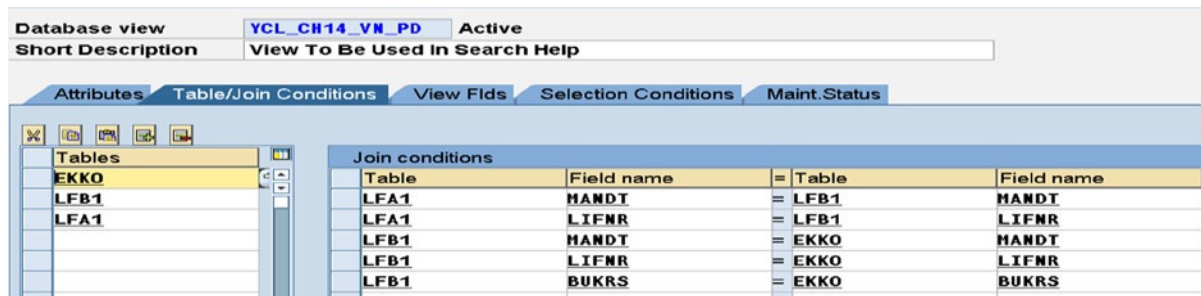 Database view YCL_CH14_VN_PD Active
Short Description View To Be Used In Search Help
Attributes Table/Join Conditions View Flds Selection Conditions Maint.Status
Tables Join conditions
EKKO Table Field name = Table Field name
LFB1 LFA1 MANDT = LFB1 MANDT
LFA1 LFA1 LIFNR = LFB1 LIFNR
LFB1 MANDT = EKKO MANDT
LFB1 LIFNR = EKKO LIFNR
LFB1 BUKRS = EKKO BUKRS